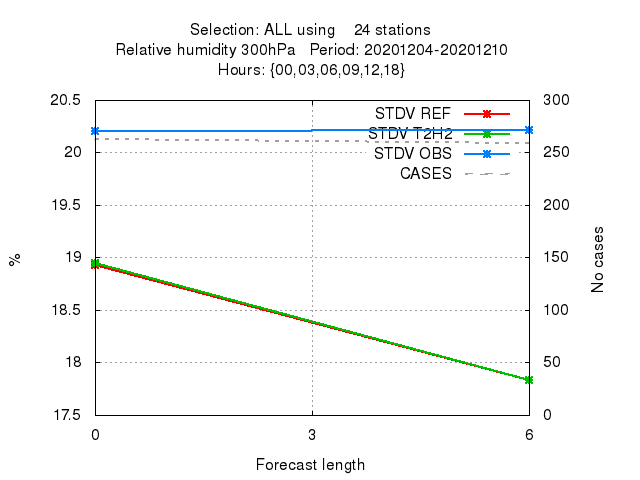 Selection: ALL using    24 stations
Relative humidity 300hPa   Period: 20201204-20201210
Hours: {00,03,06,09,12,18}
20.5
20
19.5
19
18.5
18
17.5
%
STDV REF
STDV T2H2
STDV OBS
CASES
300
250
200
150
100
50
0
No cases
0 3 6
Forecast length